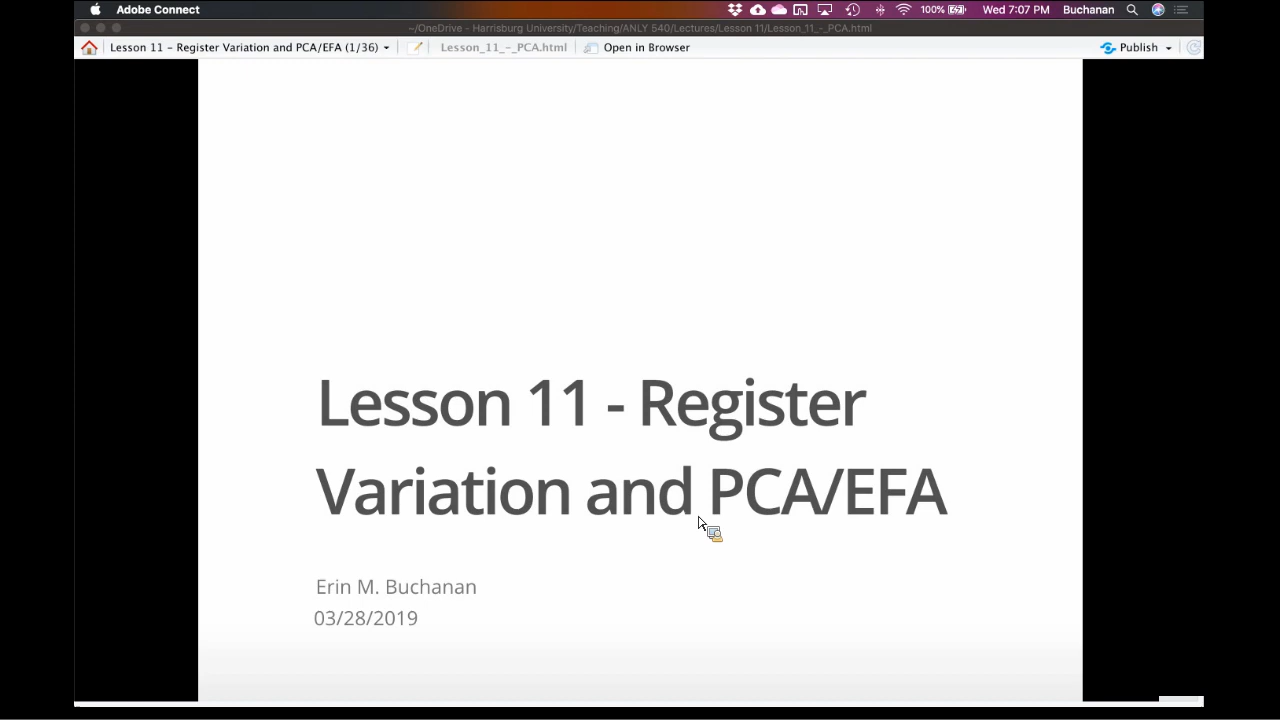 Adobe Connect
100%
Wed 7:07 PM
Buchanan
~/OneDrive - Harrisburg University/Teaching/ANLY 540/Lectures/Lesson 11/Lesson_11_-_PCA.html
Lesson 11 – Register Variation and PCA/EFA (1/36)
Lesson_11_-_PCA.html
Open in Browser
Publish
Lesson 11 - Register
Variation and PCA/EFA
Erin M. Buchanan
03/28/2019